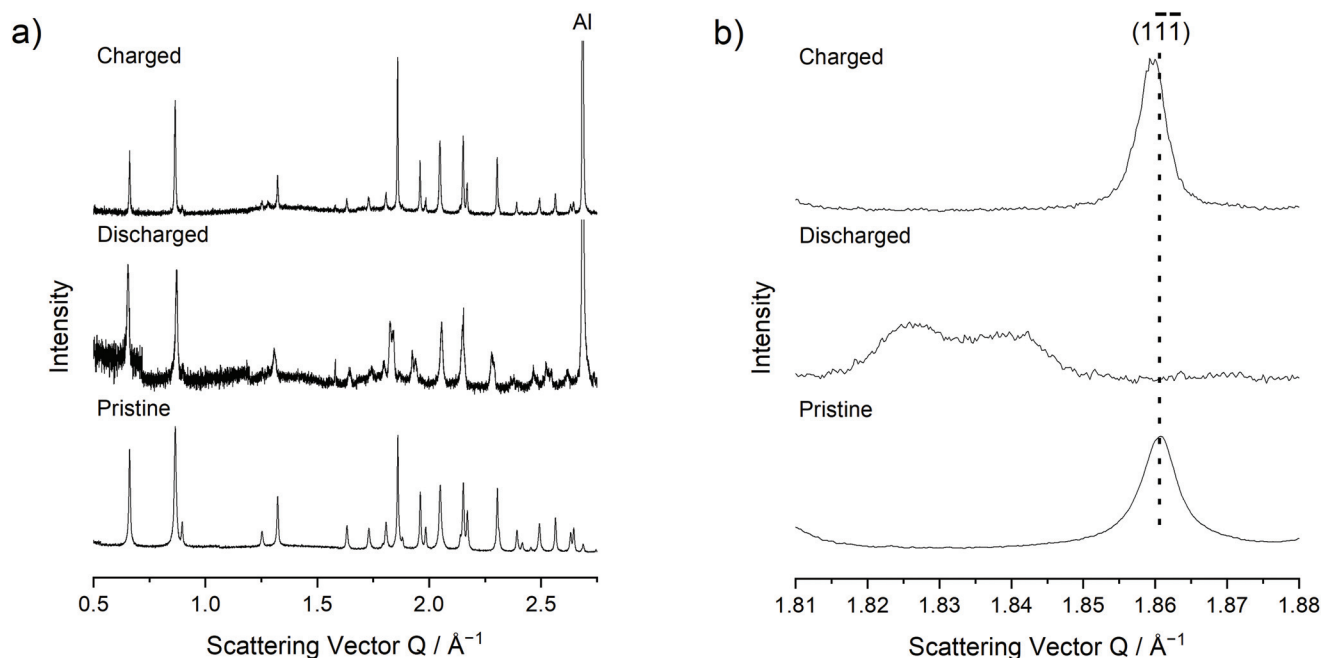 a)
Al
Charged
Discharged
Pristine
Intensity
0.5 1.0 1.5 2.0 2.5
Scattering Vector Q / Å⁻¹
b)
(11̅1̅)
Charged
Discharged
Pristine
Intensity
1.81 1.82 1.83 1.84 1.85 1.86 1.87 1.88
Scattering Vector Q / Å⁻¹